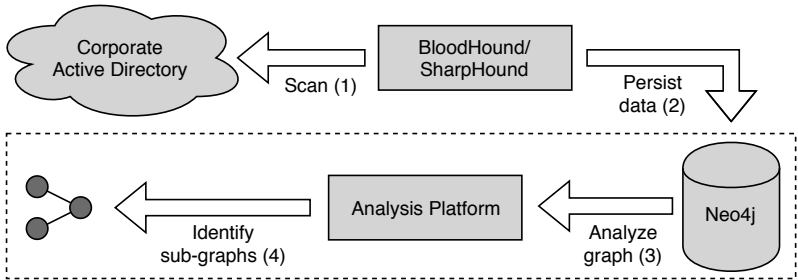 Corporate
Active Directory
Scan (1)
BloodHound/
SharpHound
Persist
data (2)
Identify
sub-graphs (4)
Analysis Platform
Analyze
graph (3)
Neo4j